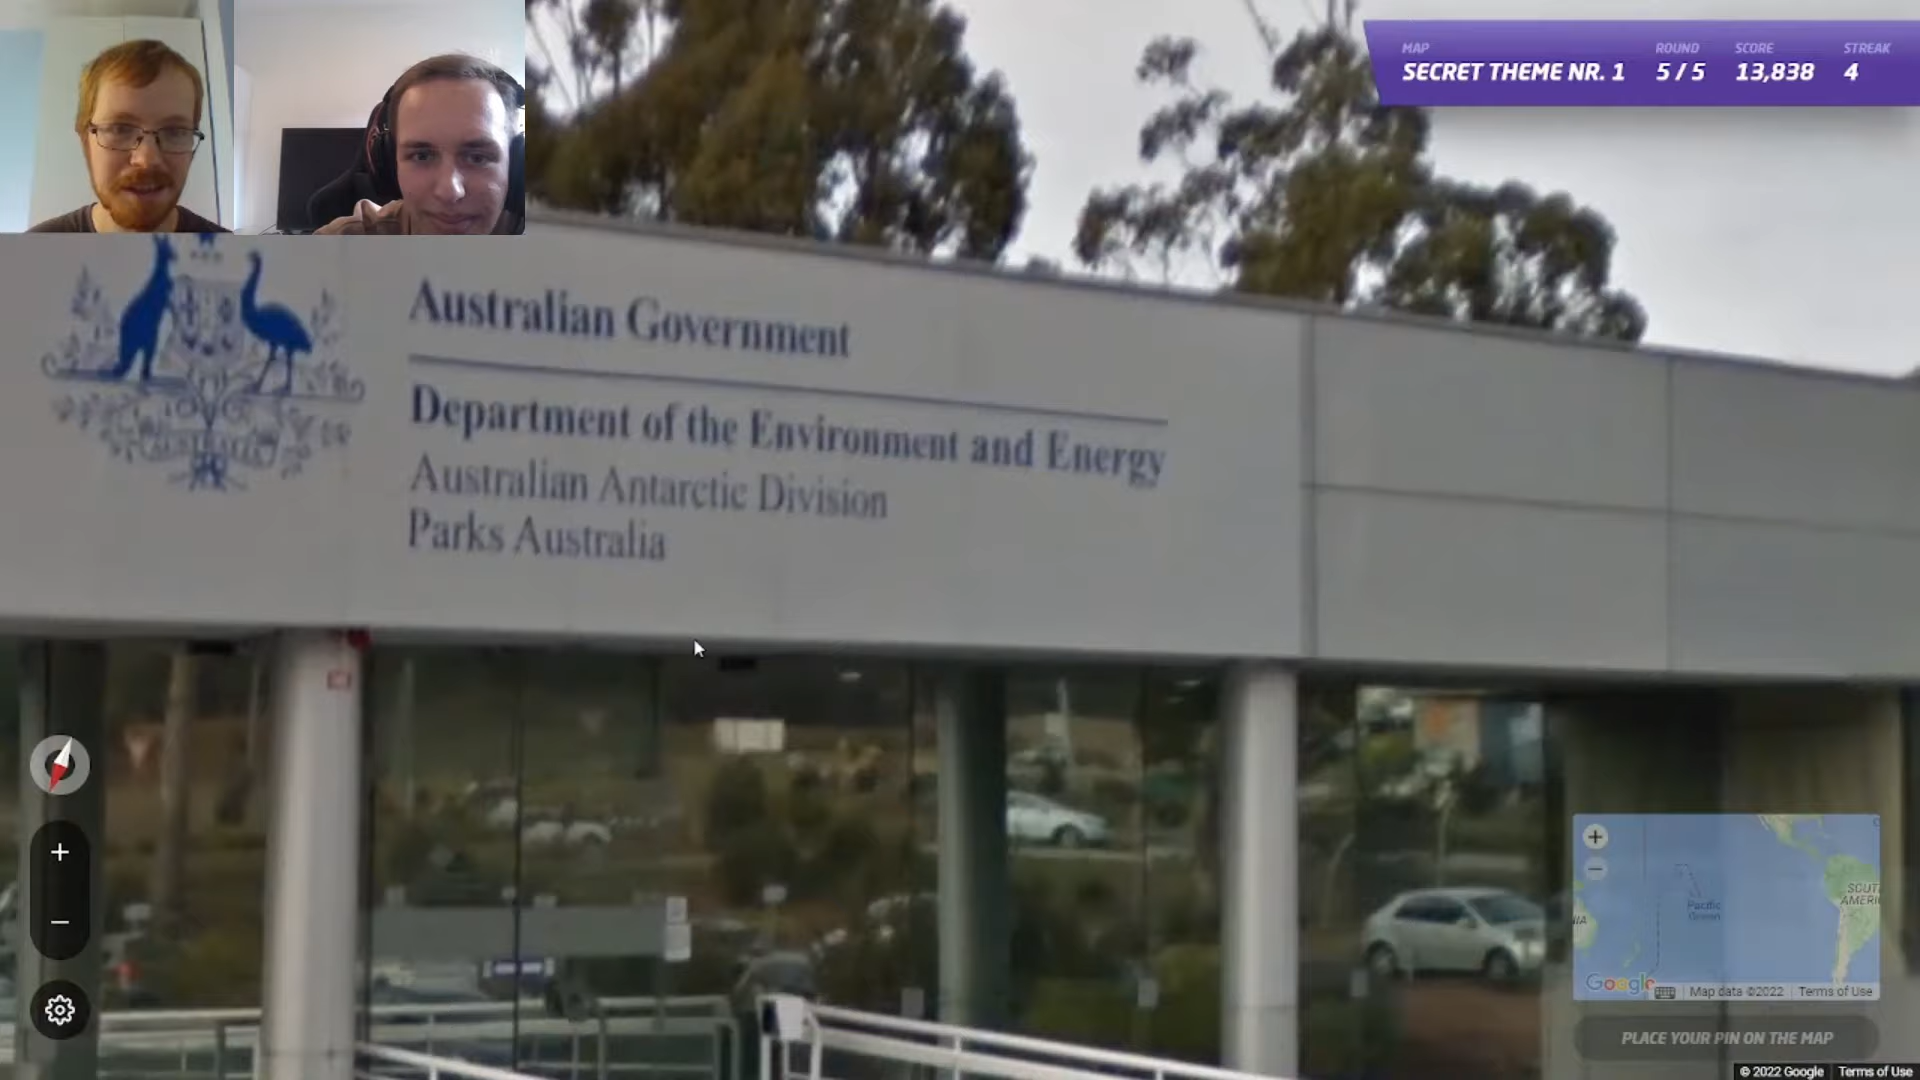 MAP
SECRET THEME NR. 1
ROUND
5 / 5
SCORE
13,838
STREAK
4
Australian Government
Department of the Environment and Energy
Australian Antarctic Division
Parks Australia
AUSTRALIA
Pacific
Ocean
Google
Map data ©2022
Terms of Use
PLACE YOUR PIN ON THE MAP
© 2022 Google
Terms of Use